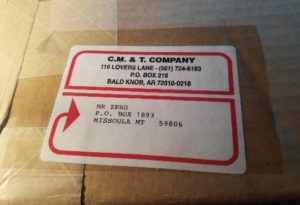 C.M. & T. COMPANY
116 LOVERS LANE - (501) 724-6193
P.O. BOX 218
BALD KNOB, AR 72010-0218
MR ZERO
P.O. BOX 1893
MISSOULA MT 59806